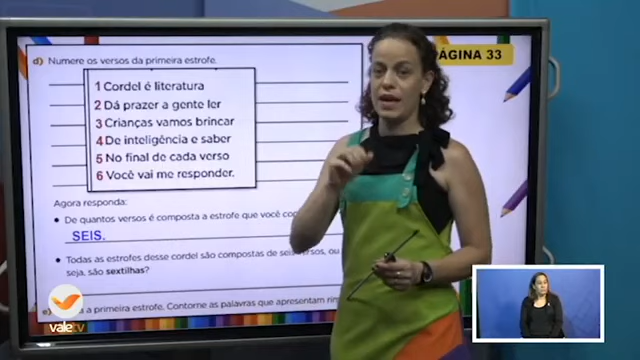 PÁGINA 33
d) Numere os versos da primeira estrofe.
1 Cordel é literatura
2 Dá prazer a gente ler
3 Crianças vamos brincar
4 De inteligência e saber
5 No final de cada verso
6 Você vai me responder.
Agora responda:
• De quantos versos é composta a estrofe que você
SEIS.
• Todas as estrofes desse cordel são compostas de seis versos, ou
seja, são sextilhas?
a primeira estrofe. Contorne as palavras que apresentam
valetv